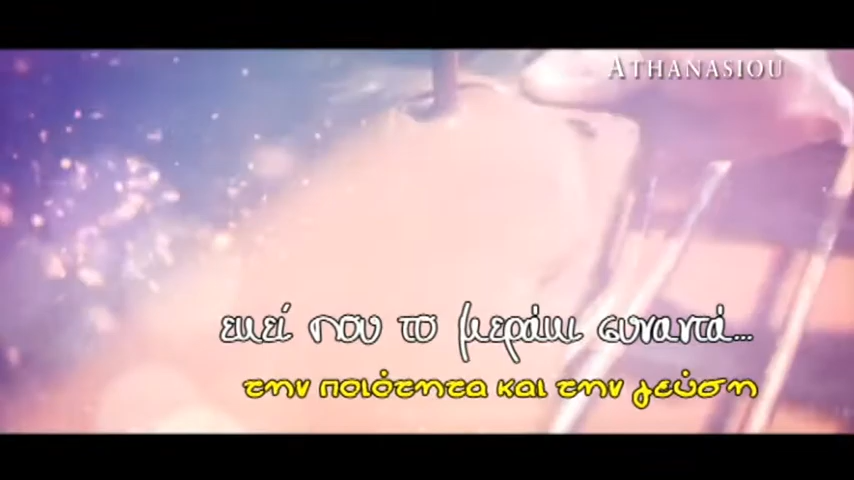 ATHANASIOU
εκεί που το μεράκι συναντά...
την ποιότητα και την γεύση